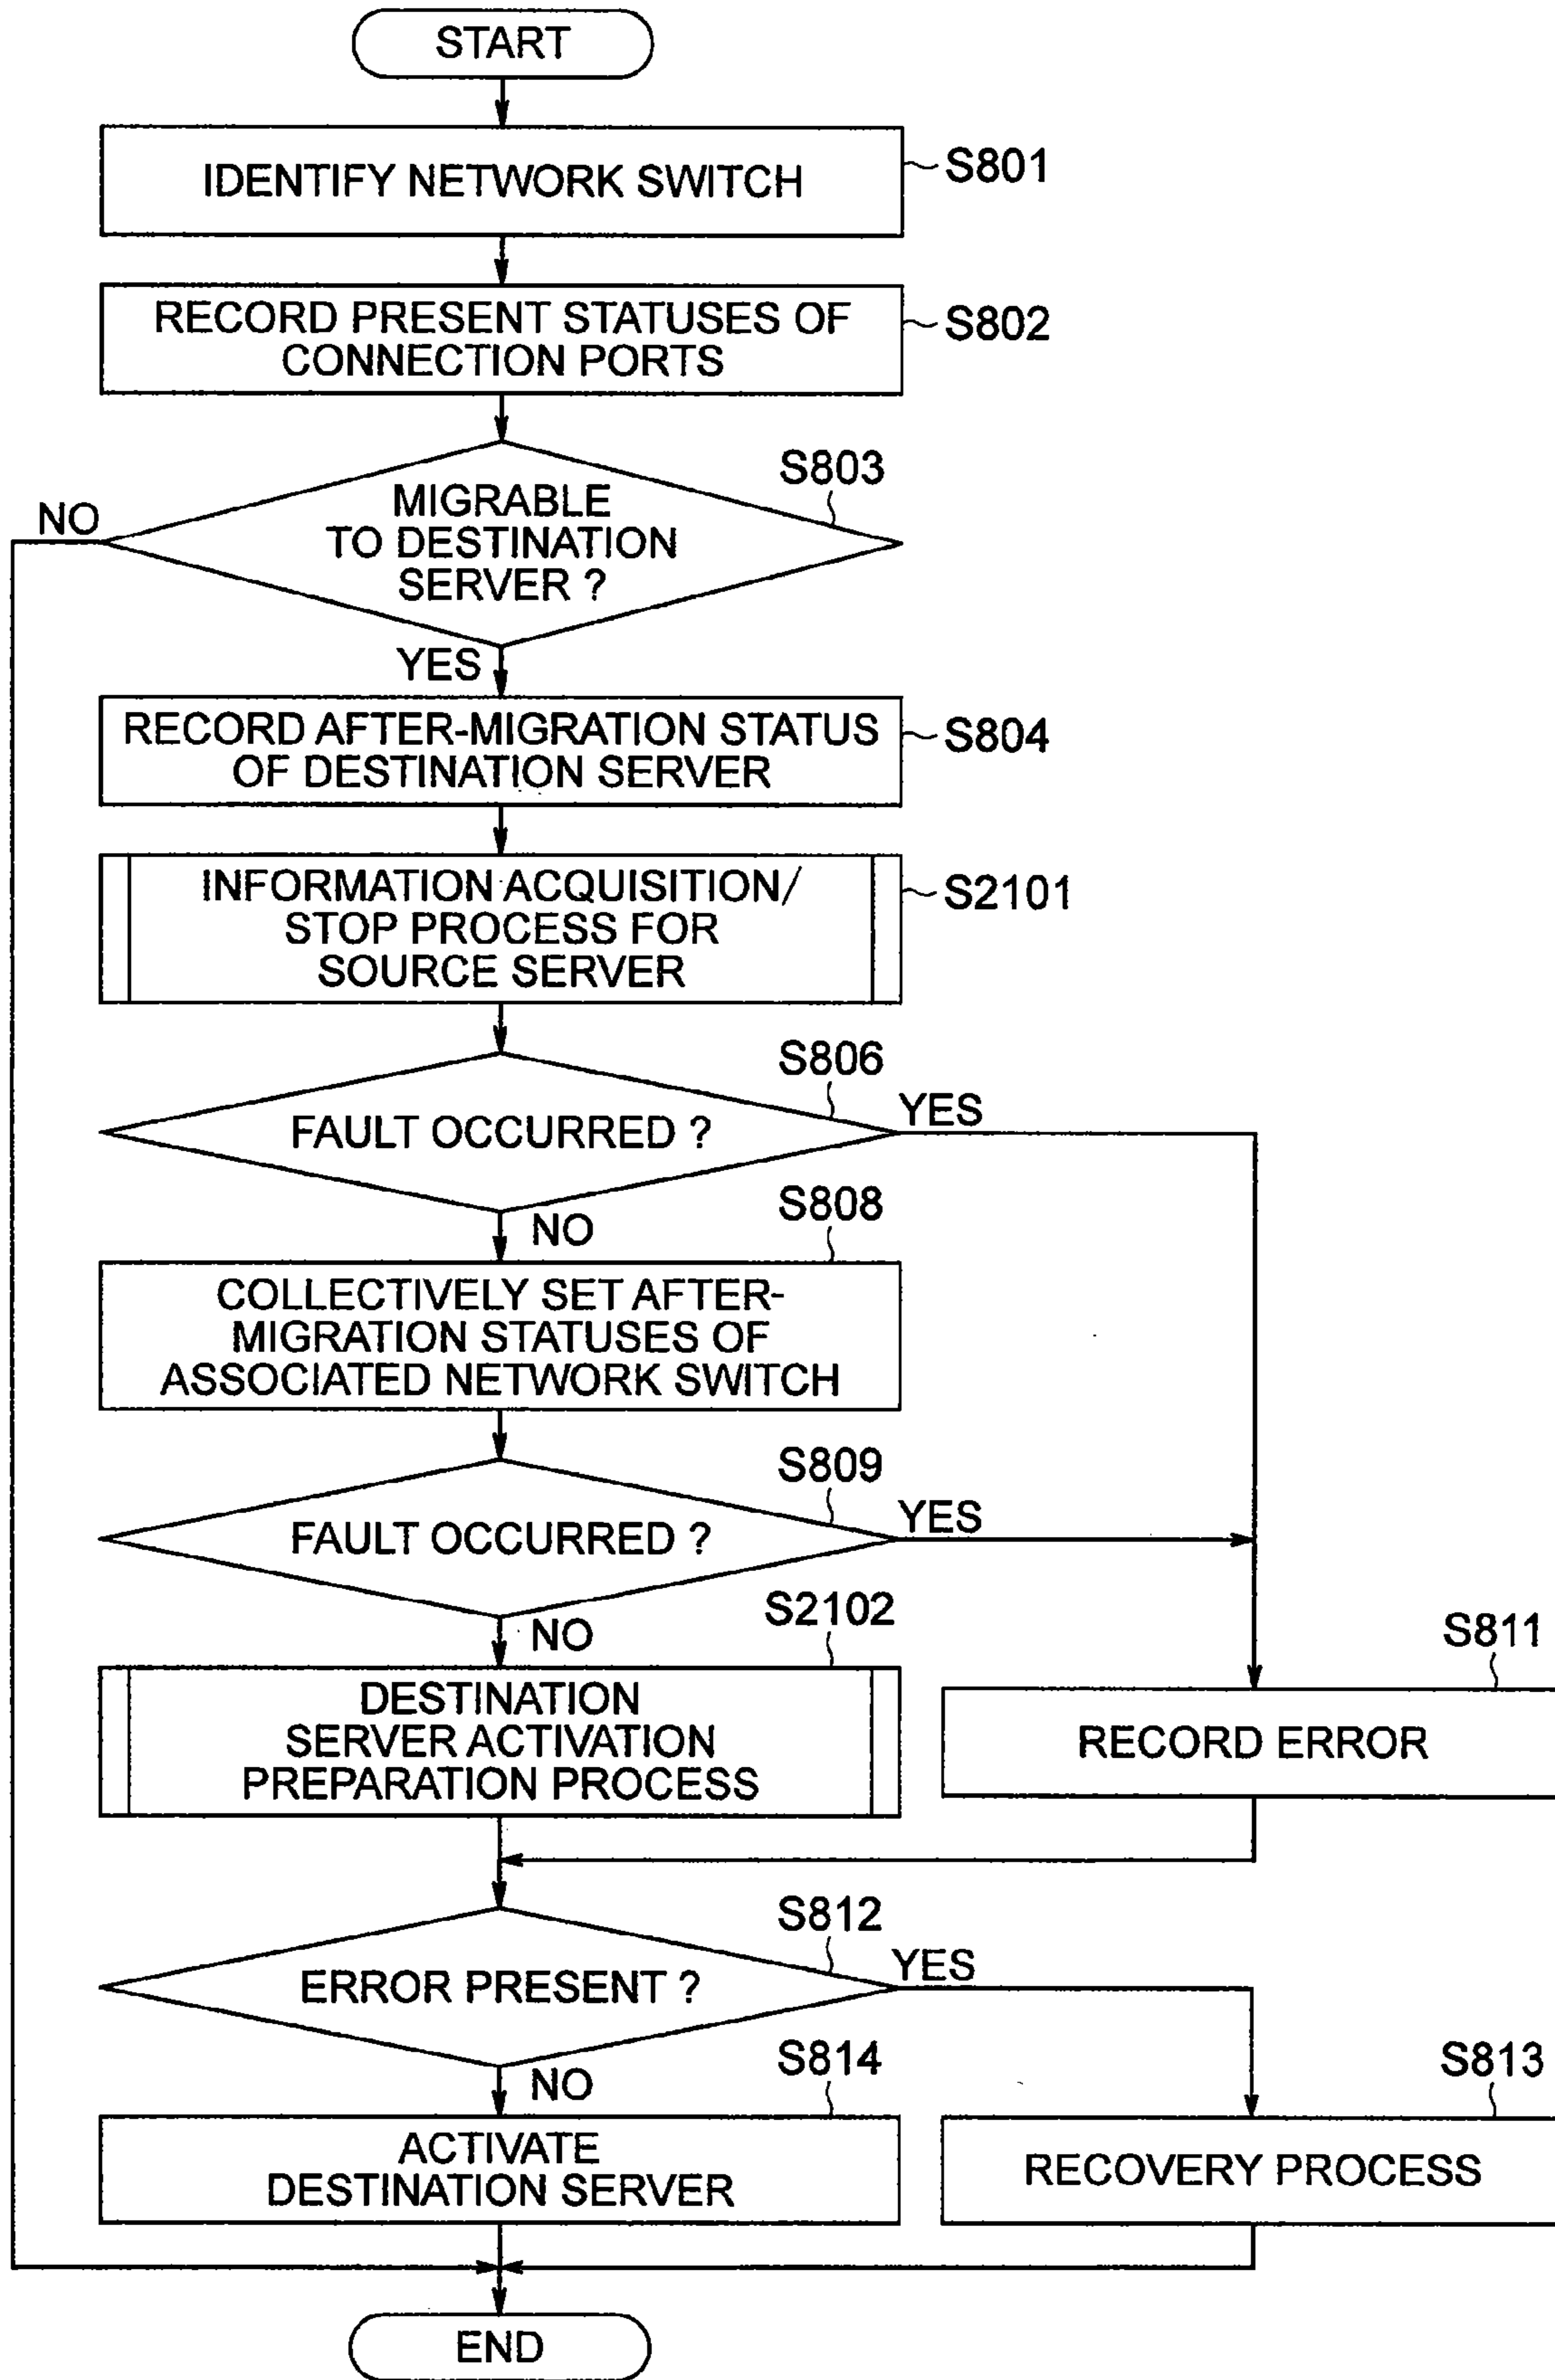 START
IDENTIFY NETWORK SWITCH
S801
RECORD PRESENT STATUSES OF
CONNECTION PORTS
S802
S803
NO
MIGRABLE
TO DESTINATION
SERVER ?
YES
RECORD AFTER-MIGRATION STATUS
OF DESTINATION SERVER
S804
INFORMATION ACQUISITION/
STOP PROCESS FOR
SOURCE SERVER
S2101
S806
FAULT OCCURRED ?
YES
NO
S808
COLLECTIVELY SET AFTER-
MIGRATION STATUSES OF
ASSOCIATED NETWORK SWITCH
S809
FAULT OCCURRED ?
YES
NO
S2102
DESTINATION
SERVER ACTIVATION
PREPARATION PROCESS
S811
RECORD ERROR
S812
ERROR PRESENT ?
YES
NO
S814
ACTIVATE
DESTINATION SERVER
S813
RECOVERY PROCESS
END